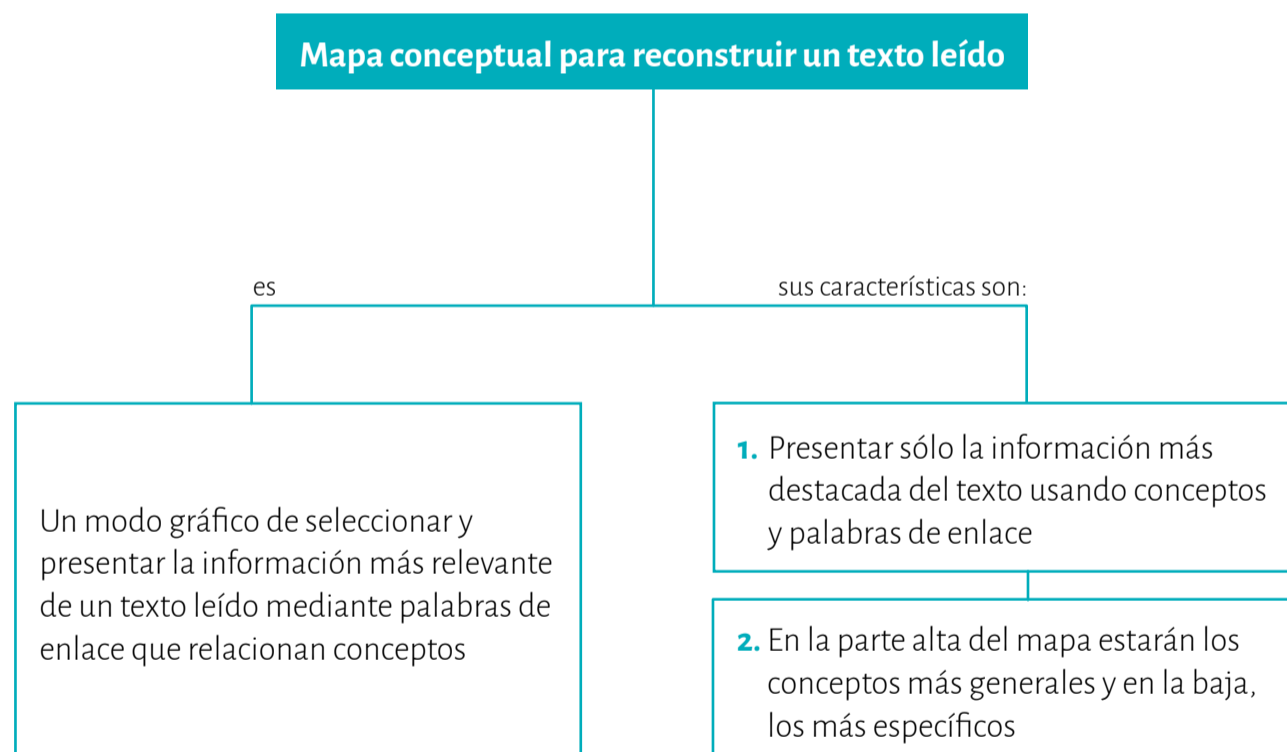 Mapa conceptual para reconstruir un texto leído
es
sus características son:
Un modo gráfico de seleccionar y
presentar la información más relevante
de un texto leído mediante palabras de
enlace que relacionan conceptos
1. Presentar sólo la información más
destacada del texto usando conceptos
y palabras de enlace
2. En la parte alta del mapa estarán los
conceptos más generales y en la baja,
los más específicos